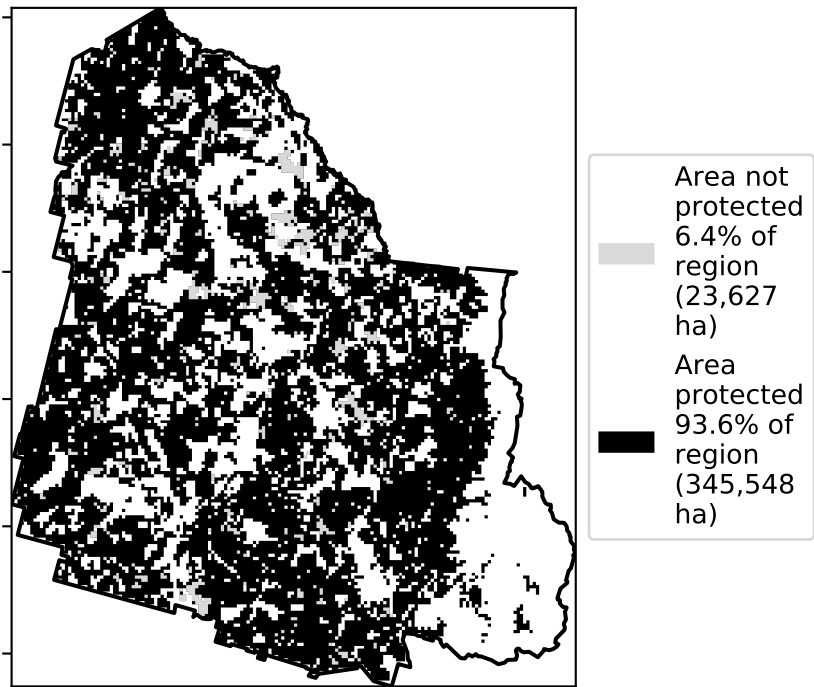 Area not
protected
6.4% of
region
(23,627
ha)
Area
protected
93.6% of
region
(345,548
ha)